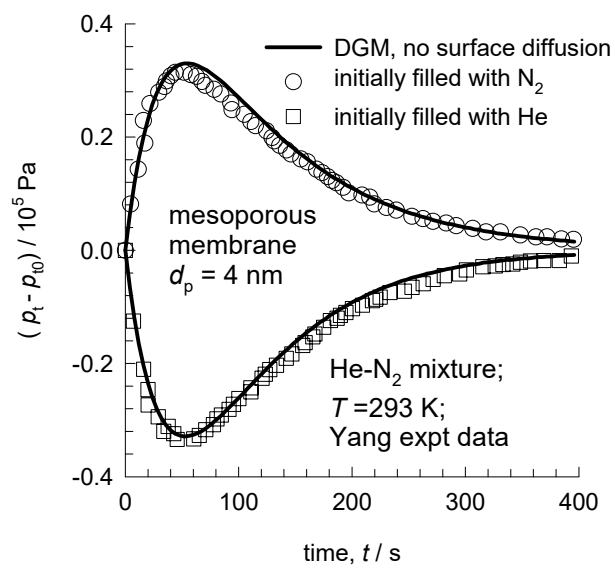 0.4
0.2
0.0
-0.2
-0.4
0
100
200
300
400
( pₜ - pₜ₀) / 10⁵ Pa
time, t / s
DGM, no surface diffusion
initially filled with N₂
initially filled with He
mesoporous
membrane
dₚ = 4 nm
He-N₂ mixture;
T =293 K;
Yang expt data